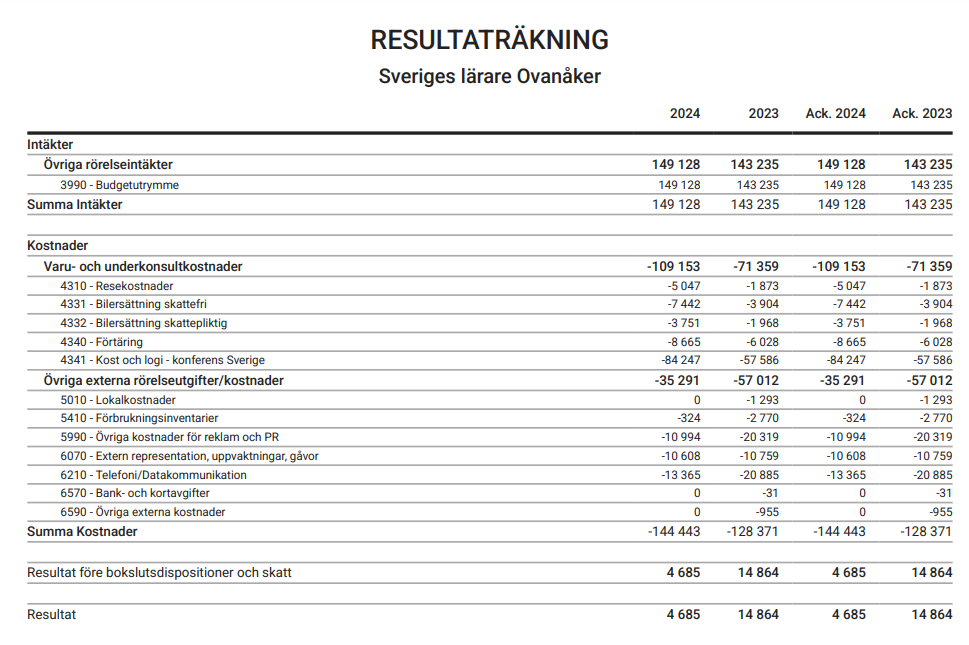 RESULTATRÄKNING
Sveriges lärare Ovanåker
2024 2023 Ack. 2024 Ack. 2023
Intäkter
Övriga rörelseintäkter 149 128 143 235 149 128 143 235
3990 - Budgetutrymme 149 128 143 235 149 128 143 235
Summa Intäkter 149 128 143 235 149 128 143 235
Kostnader
Varu- och underkonsultkostnader -109 153 -71 359 -109 153 -71 359
4310 - Resekostnader -5 047 -1 873 -5 047 -1 873
4331 - Bilersättning skattefri -7 442 -3 904 -7 442 -3 904
4332 - Bilersättning skattepliktig -3 751 -1 968 -3 751 -1 968
4340 - Förtäring -8 665 -6 028 -8 665 -6 028
4341 - Kost och logi - konferens Sverige -84 247 -57 586 -84 247 -57 586
Övriga externa rörelseutgifter/kostnader -35 291 -57 012 -35 291 -57 012
5010 - Lokalkostnader 0 -1 293 0 -1 293
5410 - Förbrukningsinventarier -324 -2 770 -324 -2 770
5990 - Övriga kostnader för reklam och PR -10 994 -20 319 -10 994 -20 319
6070 - Extern representation, uppvaktningar, gåvor -10 608 -10 759 -10 608 -10 759
6210 - Telefoni/Datakommunikation -13 365 -20 885 -13 365 -20 885
6570 - Bank- och kortavgifter 0 -31 0 -31
6590 - Övriga externa kostnader 0 -955 0 -955
Summa Kostnader -144 443 -128 371 -144 443 -128 371
Resultat före bokslutsdispositioner och skatt 4 685 14 864 4 685 14 864
Resultat 4 685 14 864 4 685 14 864